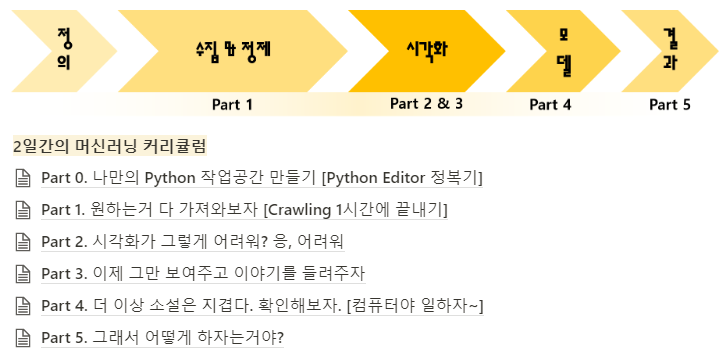 정의
수집 및 정제
시각화
모델
결과
Part 1
Part 2 & 3
Part 4
Part 5
2일간의 머신러닝 커리큘럼
Part 0. 나만의 Python 작업공간 만들기 [Python Editor 정복기]
Part 1. 원하는거 다 가져와보자 [Crawling 1시간에 끝내기]
Part 2. 시각화가 그렇게 어려워? 응, 어려워
Part 3. 이제 그만 보여주고 이야기를 들려주자
Part 4. 더 이상 소설은 지겹다. 확인해보자. [컴퓨터야 일하자~]
Part 5. 그래서 어떻게 하자는거야?